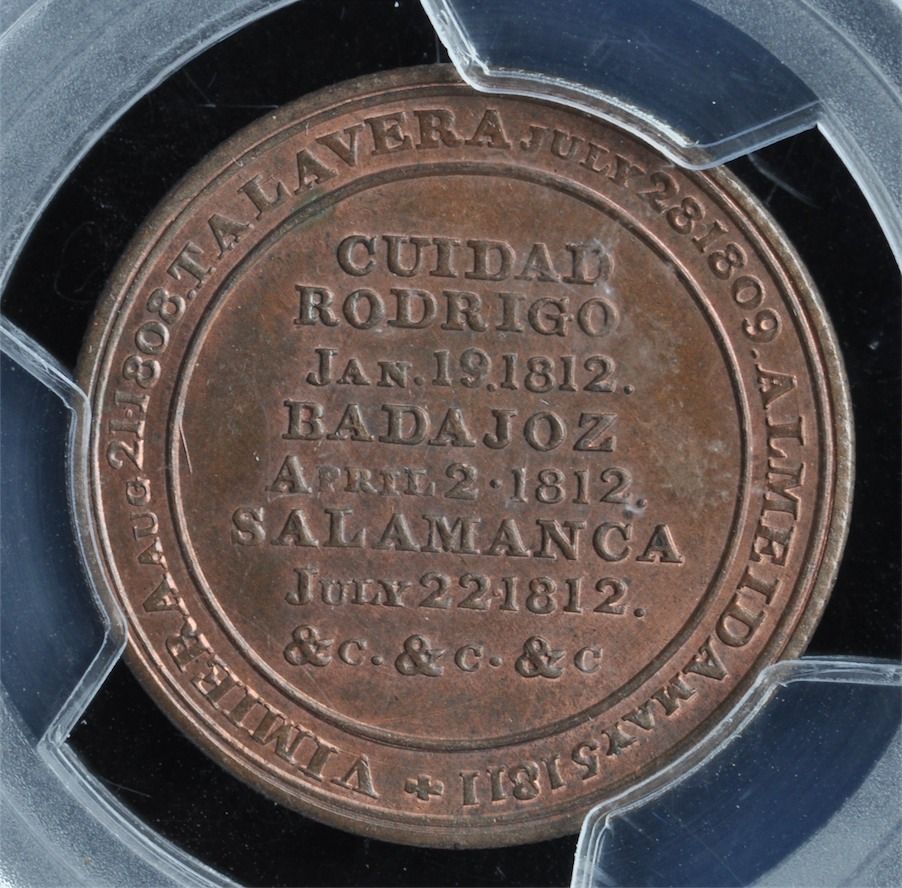 VIMIERA AUG 21·1808. TALAVERA JULY 28 1809. ALMEIDA MAY 5 1811 +
CUIDAD
RODRIGO
JAN. 19. 1812.
BADAJOZ
APRIL 2 · 1812.
SALAMANCA
JULY 22·1812.
&C. &C. &C